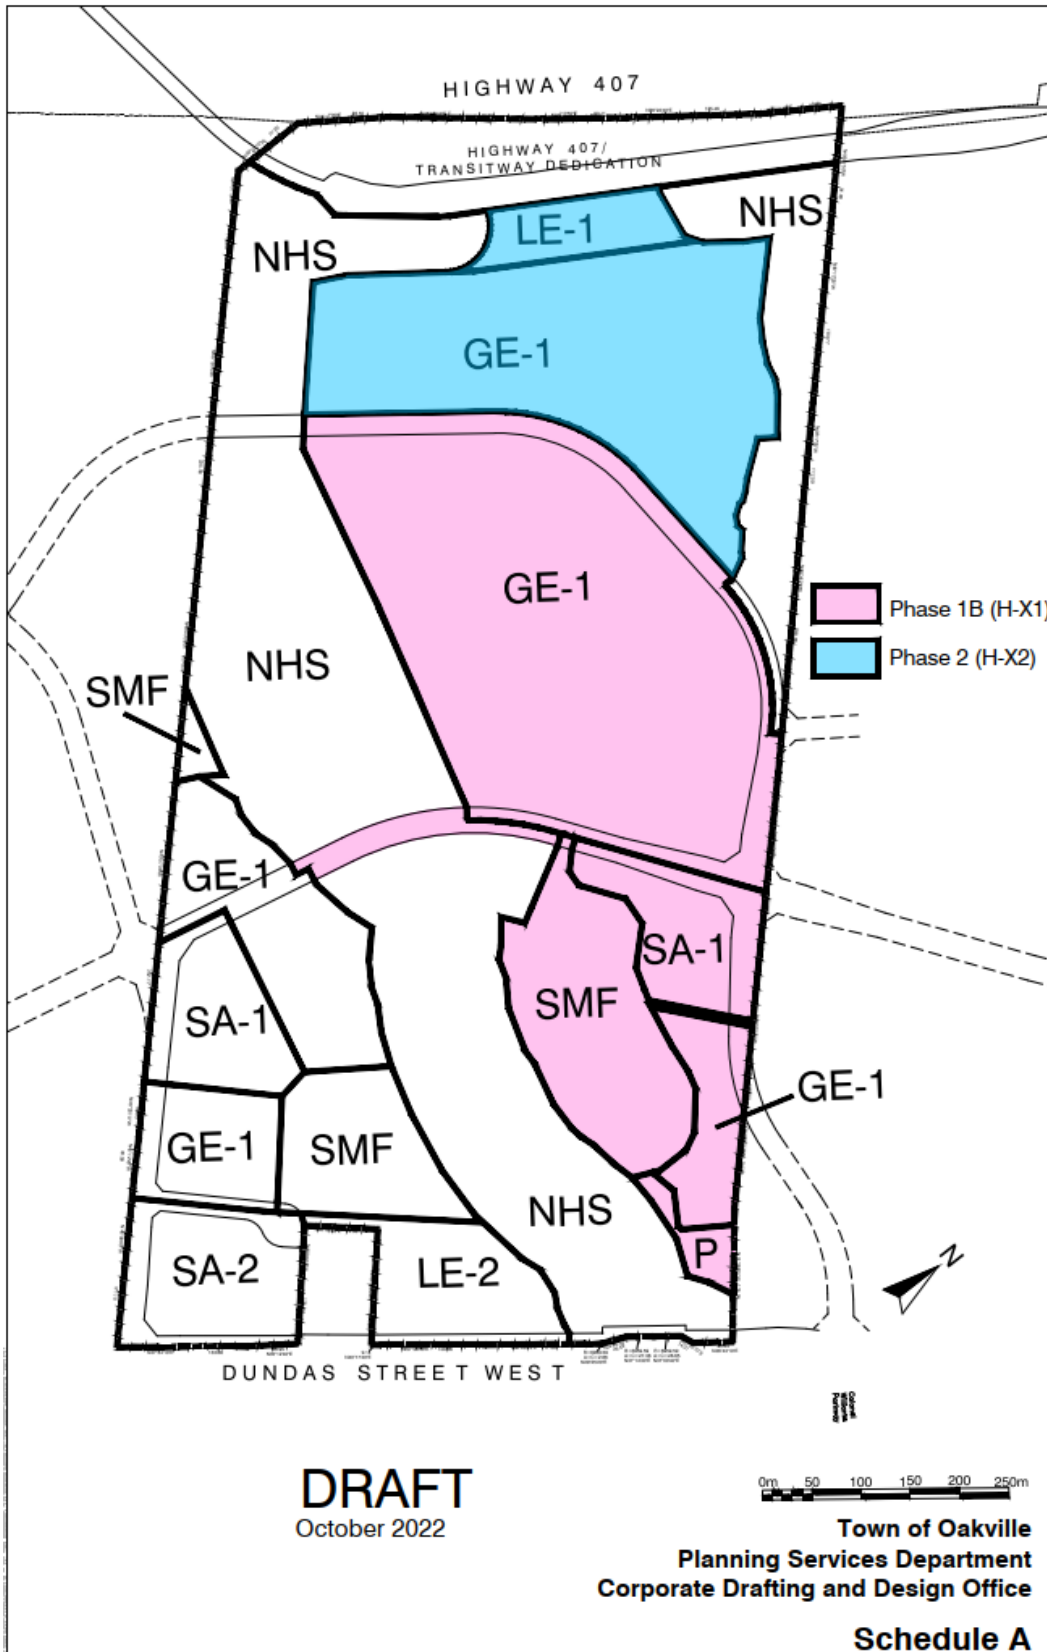 HIGHWAY 407
HIGHWAY 407/
TRANSITWAY DEDICATION
NHS
LE-1
NHS
GE-1
GE-1
Phase 1B (H-X1)
Phase 2 (H-X2)
NHS
SMF
GE-1
SA-1
SMF
SA-1
GE-1
GE-1
SMF
NHS
P
SA-2
LE-2
N
DUNDAS STREET WEST
Colonel
William
Parkway
DRAFT
October 2022
0m 50 100 150 200 250m
Town of Oakville
Planning Services Department
Corporate Drafting and Design Office
Schedule A